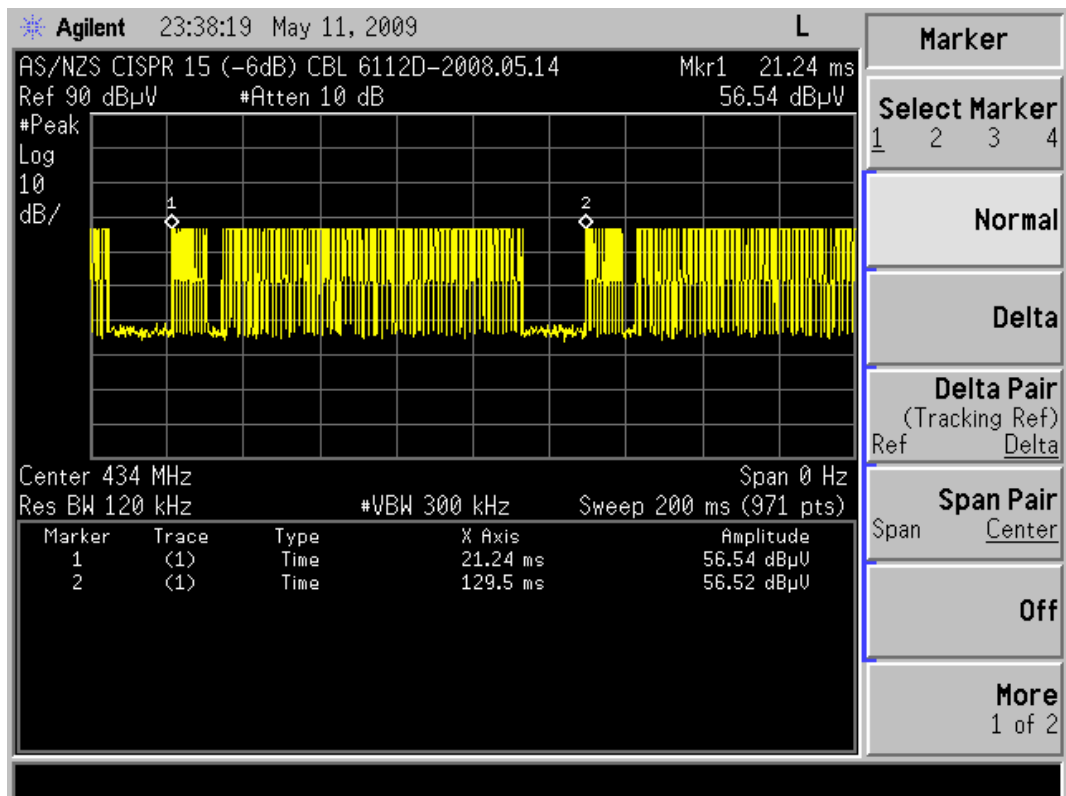 Agilent 23:38:19 May 11, 2009 L
AS/NZS CISPR 15 (-6dB) CBL 6112D-2008.05.14 Mkr1 21.24 ms
Ref 90 dBµV #Atten 10 dB 56.54 dBµV
#Peak
Log
10
dB/
1 2
Center 434 MHz Span 0 Hz
Res BW 120 kHz #VBW 300 kHz Sweep 200 ms (971 pts)
Marker Trace Type X Axis Amplitude
1 (1) Time 21.24 ms 56.54 dBµV
2 (1) Time 129.5 ms 56.52 dBµV
Marker
Select Marker
1 2 3 4
Normal
Delta
Delta Pair
(Tracking Ref)
Ref Delta
Span Pair
Span Center
Off
More
1 of 2